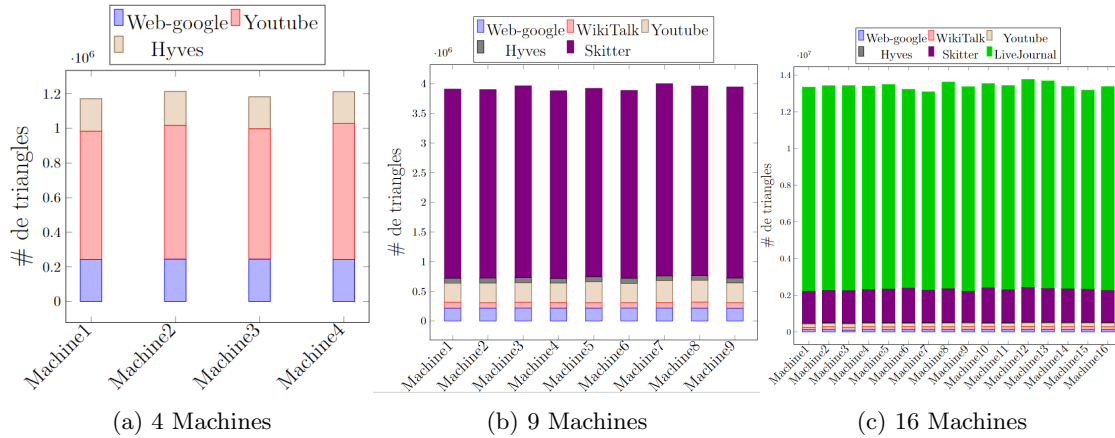 Web-google Youtube
Hyves
·10^6
1.2
1
0.8
0.6
0.4
0.2
0
# de triangles
Machine1
Machine2
Machine3
Machine4
(a) 4 Machines
Web-google WikiTalk Youtube
Hyves Skitter
·10^6
4
3.5
3
2.5
2
1.5
1
0.5
0
# de triangles
Machine1
Machine2
Machine3
Machine4
Machine5
Machine6
Machine7
Machine8
Machine9
(b) 9 Machines
Web-google WikiTalk Youtube
Hyves Skitter LiveJournal
·10^7
1.4
1.2
1
0.8
0.6
0.4
0.2
0
# de triangles
Machine1
Machine2
Machine3
Machine4
Machine5
Machine6
Machine7
Machine8
Machine9
Machine10
Machine11
Machine12
Machine13
Machine14
Machine15
Machine16
(c) 16 Machines